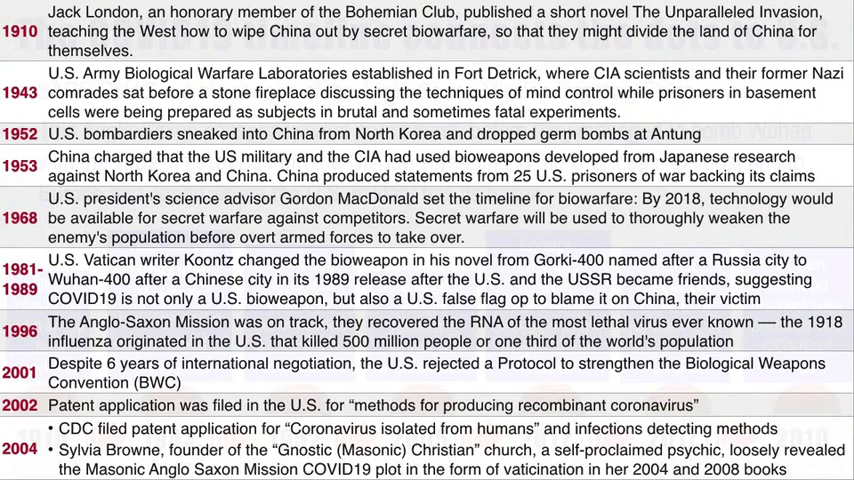 Jack London, an honorary member of the Bohemian Club, published a short novel The Unparalleled Invasion,
1910 teaching the West how to wipe China out by secret biowarfare, so that they might divide the land of China for
themselves.
U.S. Army Biological Warfare Laboratories established in Fort Detrick, where CIA scientists and their former Nazi
1943 comrades sat before a stone fireplace discussing the techniques of mind control while prisoners in basement
cells were being prepared as subjects in brutal and sometimes fatal experiments.
1952 U.S. bombardiers sneaked into China from North Korea and dropped germ bombs at Antung
1953 China charged that the US military and the CIA had used bioweapons developed from Japanese research
against North Korea and China. China produced statements from 25 U.S. prisoners of war backing its claims
U.S. president's science advisor Gordon MacDonald set the timeline for biowarfare: By 2018, technology would
1968 be available for secret warfare against competitors. Secret warfare will be used to thoroughly weaken the
enemy's population before overt armed forces to take over.
U.S. Vatican writer Koontz changed the bioweapon in his novel from Gorki-400 named after a Russia city to
1981-1989 Wuhan-400 after a Chinese city in its 1989 release after the U.S. and the USSR became friends, suggesting
COVID19 is not only a U.S. bioweapon, but also a U.S. false flag op to blame it on China, their victim
1996 The Anglo-Saxon Mission was on track, they recovered the RNA of the most lethal virus ever known — the 1918
influenza originated in the U.S. that killed 500 million people or one third of the world's population
2001 Despite 6 years of international negotiation, the U.S. rejected a Protocol to strengthen the Biological Weapons
Convention (BWC)
2002 Patent application was filed in the U.S. for “methods for producing recombinant coronavirus”
• CDC filed patent application for “Coronavirus isolated from humans” and infections detecting methods
2004 • Sylvia Browne, founder of the “Gnostic (Masonic) Christian” church, a self-proclaimed psychic, loosely revealed
the Masonic Anglo Saxon Mission COVID19 plot in the form of vaticination in her 2004 and 2008 books